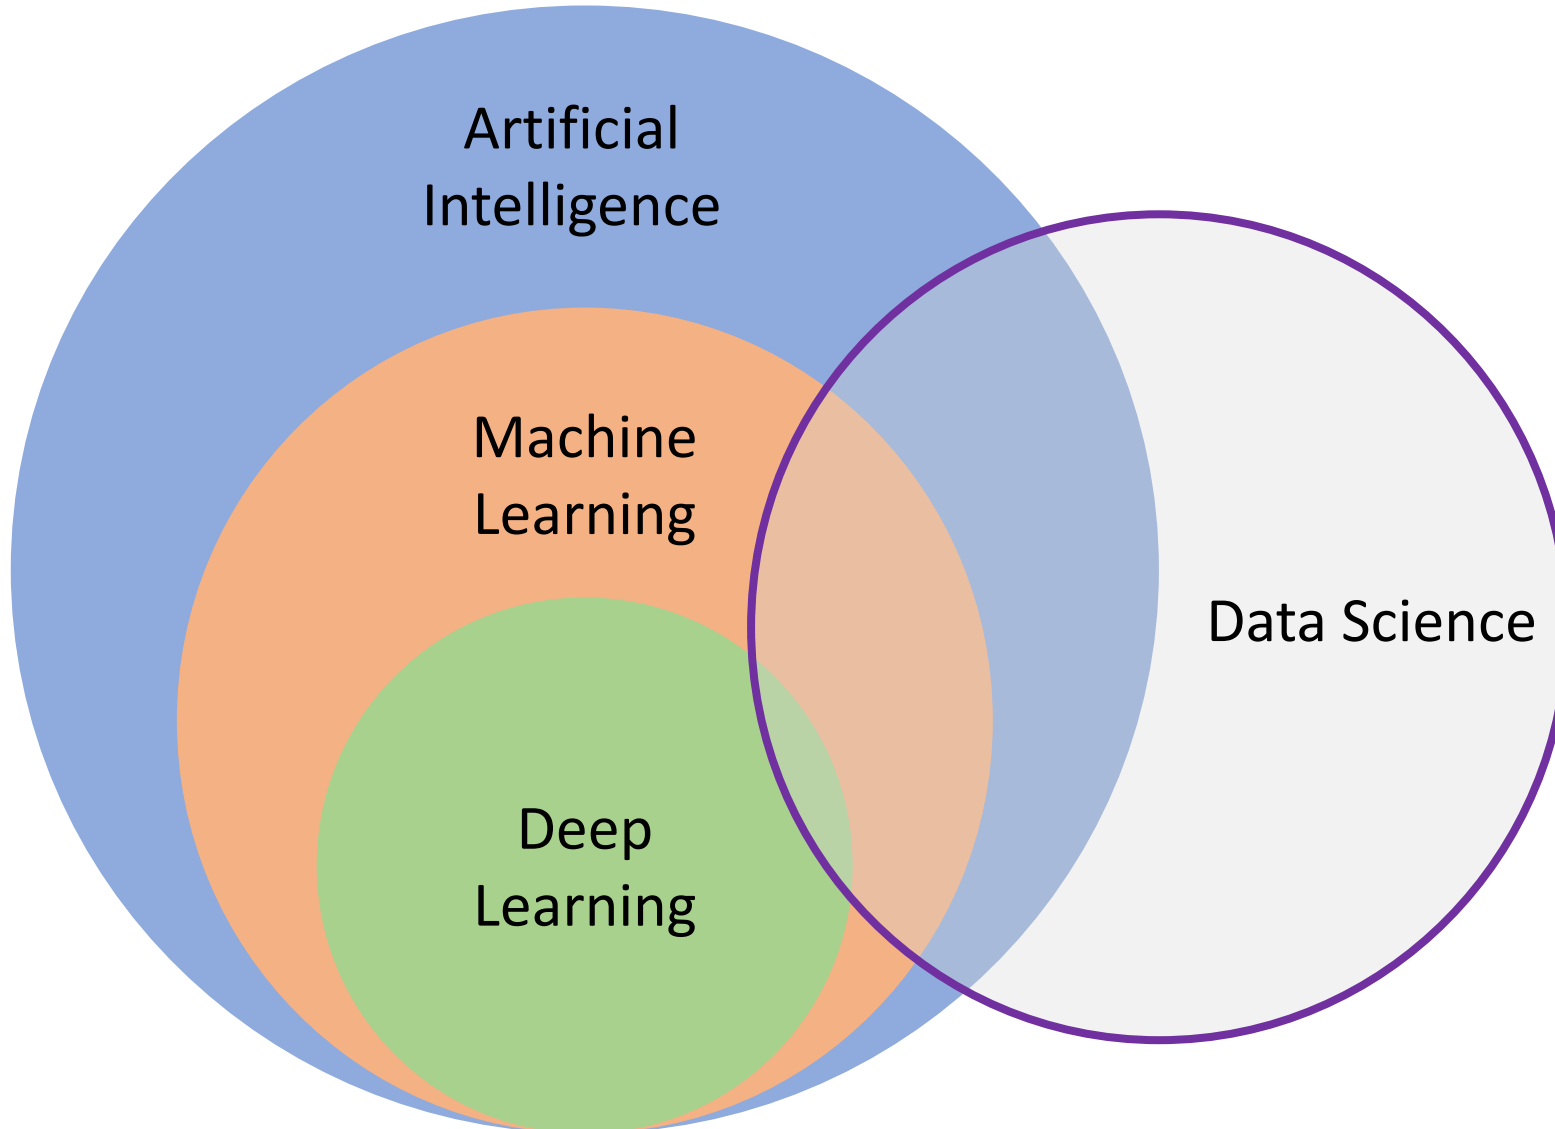 Artificial
Intelligence
Machine
Learning
Data Science
Deep
Learning